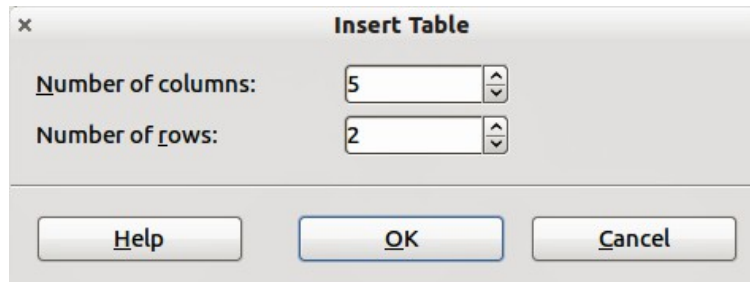 Insert Table
Number of columns: 5
Number of rows: 2
Help OK Cancel